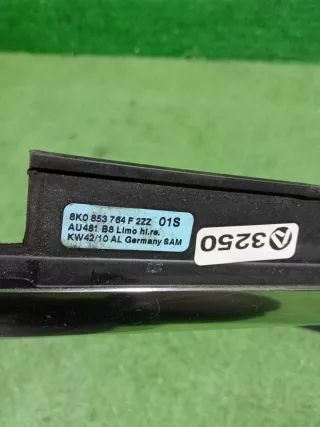 8K0 853 764 F 2ZZ 01S
AU481 B8 Limo hi.re.
KW42/10 AL Germany SAM
3250